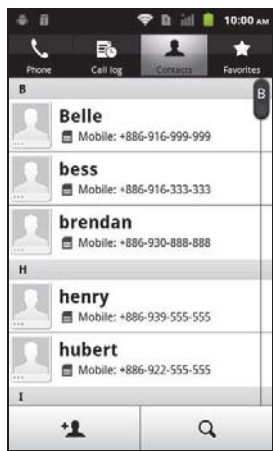 10:00 AM
Phone Call log Contacts Favorites
B
B
Belle
Mobile: +886-916-999-999
bess
Mobile: +886-916-333-333
brendan
Mobile: +886-930-888-888
H
henry
Mobile: +886-939-555-555
hubert
Mobile: +886-922-555-555
I